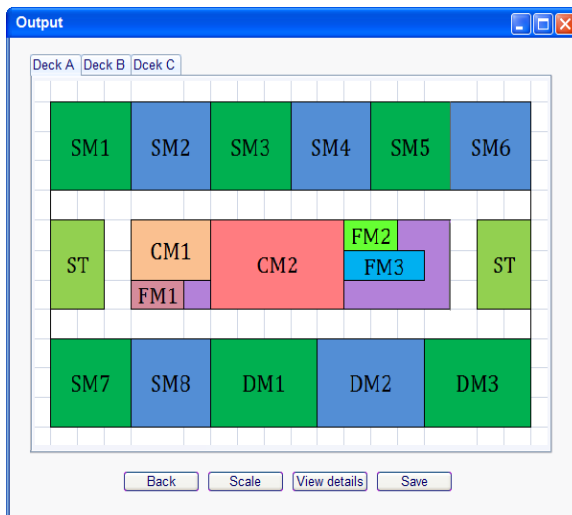 Output
Deck A Deck B Dcek C
SM1 SM2 SM3 SM4 SM5 SM6
ST CM1 FM1 CM2 FM2 FM3 ST
SM7 SM8 DM1 DM2 DM3
Back Scale View details Save